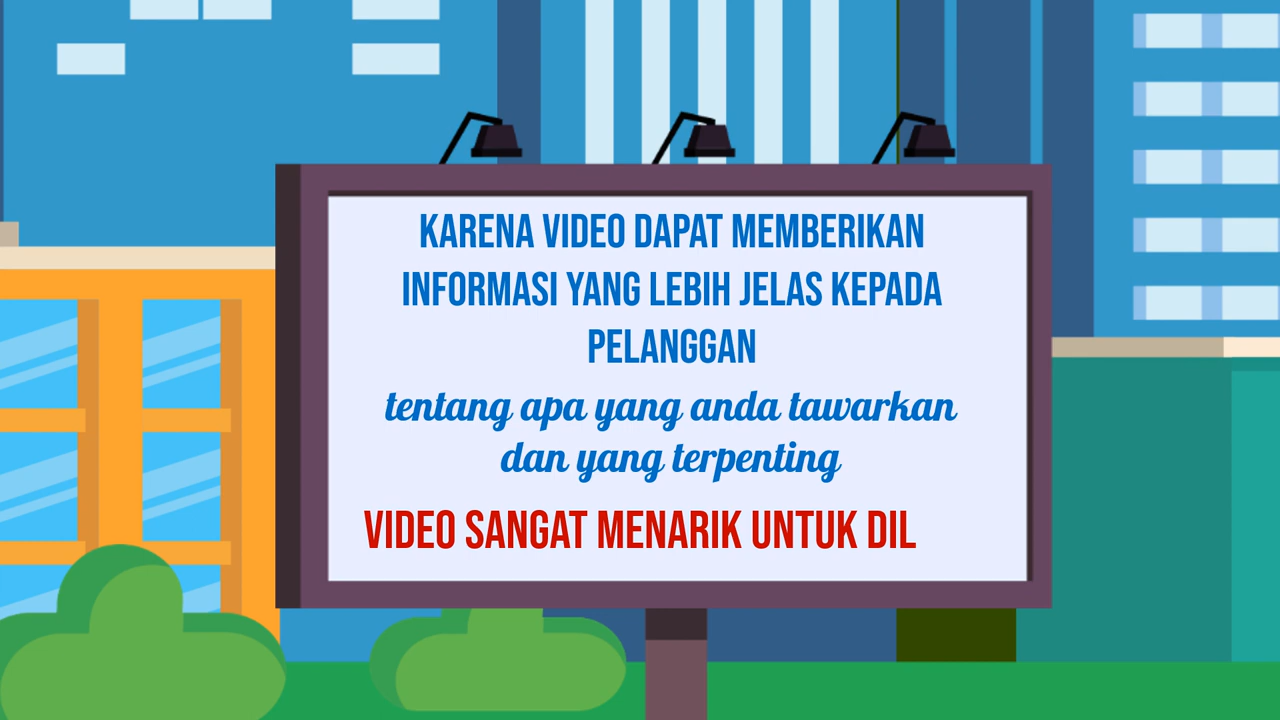 KARENA VIDEO DAPAT MEMBERIKAN
INFORMASI YANG LEBIH JELAS KEPADA
PELANGGAN
tentang apa yang anda tawarkan
dan yang terpenting
VIDEO SANGAT MENARIK UNTUK DIL